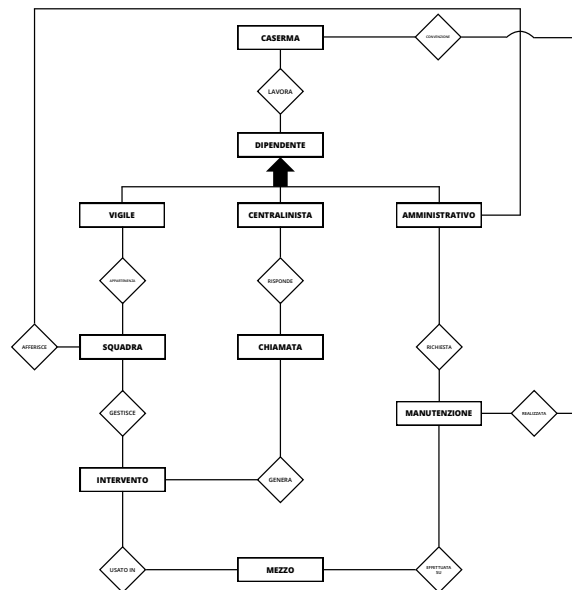 CASERMA
CONVENZIONE
LAVORA
DIPENDENTE
VIGILE
CENTRALINISTA
AMMINISTRATIVO
APPARTENENZA
RISPONDE
AFFERISCE
SQUADRA
CHIAMATA
RICHIESTA
GESTISCE
MANUTENZIONE
REALIZZATA
INTERVENTO
GENERA
USATO IN
MEZZO
EFFETTUATA
SU